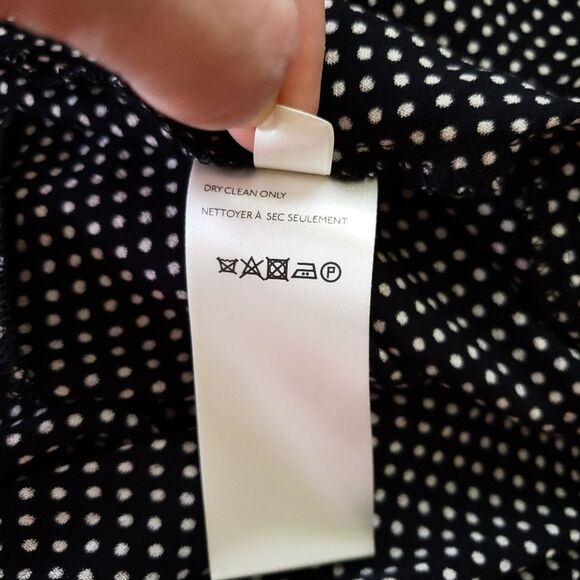 DRY CLEAN ONLY
NETTOYER À SEC SEULEMENT
P